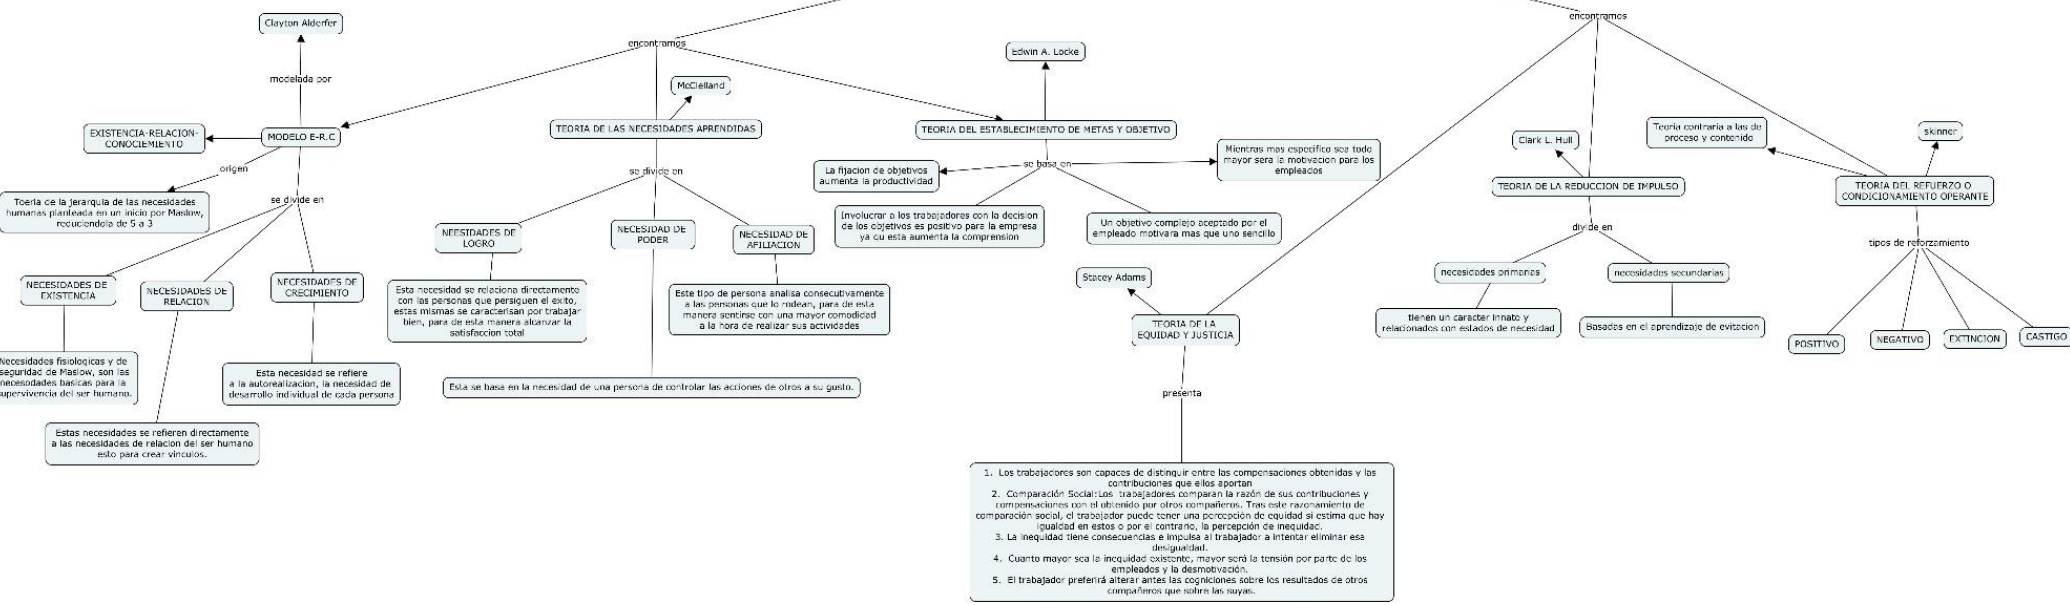 encontramos
Clayton Alderfer
modelada por
EXISTENCIA-RELACION-
CONOCIEMIENTO
MODELO E-R.C
origen
Toeria de la jerarquia de las necesidades
humanas planteada en un inicio por Maslow,
reduciendola de 5 a 3
se divide en
NECESIDADES DE
EXISTENCIA
NECESIDADES DE
RELACION
NECESIDADES DE
CRECIMIENTO
Necesidades fisiologicas y de
seguridad de Maslow, son las
necesodades basicas para la
supervivencia del ser humano.
Estas necesidades se refieren directamente
a las necesidades de relacion del ser humano
esto para crear vinculos.
Esta necesidad se refiere
a la autorealizacion, la necesidad de
desarrollo individual de cada persona
McClelland
TEORIA DE LAS NECESIDADES APRENDIDAS
se divide en
NEESIDADES DE
LOGRO
NECESIDAD DE
PODER
NECESIDAD DE
AFILIACION
Esta necesidad se relaciona directamente
con las personas que persiguen el exito,
estas mismas se caracterisan por trabajar
bien, para de esta manera alcanzar la
satisfaccion total
Este tipo de persona analisa consecutivamente
a las personas que lo rodean, para de esta
manera sentirse con una mayor comodidad
a la hora de realizar sus actividades
Esta se basa en la necesidad de una persona de controlar las acciones de otros a su gusto.
Edwin A. Locke
TEORIA DEL ESTABLECIMIENTO DE METAS Y OBJETIVO
se basa en
La fijacion de objetivos
aumenta la productividad
Mientras mas especifico sea todo
mayor sera la motivacion para los
empleados
Involucrar a los trabajadores con la decision
de los objetivos es positivo para la empresa
ya qu esta aumenta la comprension
Un objetivo complejo aceptado por el
empleado motivara mas que uno sencillo
encontramos
Stacey Adams
TEORIA DE LA
EQUIDAD Y JUSTICIA
presenta
1. Los trabajadores son capaces de distinguir entre las compensaciones obtenidas y las
contribuciones que ellos aportan
2. Comparación Social:Los trabajadores comparan la razón de sus contribuciones y
compensaciones con el obtenido por otros compañeros. Tras este razonamiento de
comparación social, el trabajador puede tener una percepción de equidad si estima que hay
igualdad en estos o por el contrario, la percepción de inequidad.
3. La inequidad tiene consecuencias e impulsa al trabajador a intentar eliminar esa
desigualdad.
4. Cuanto mayor sea la inequidad existente, mayor será la tensión por parte de los
empleados y la desmotivación.
5. El trabajador preferirá alterar antes las cogniciones sobre los resultados de otros
compañeros que sobre las suyas.
Clark L. Hull
TEORIA DE LA REDUCCION DE IMPULSO
divide en
necesidades primarias
necesidades secundarias
tienen un caracter innato y
relacionados con estados de necesidad
Basadas en el aprendizaje de evitacion
Teoria contraria a las de
proceso y contenido
skinner
TEORIA DEL REFUERZO O
CONDICIONAMIENTO OPERANTE
tipos de reforzamiento
POSITIVO
NEGATIVO
EXTINCION
CASTIGO